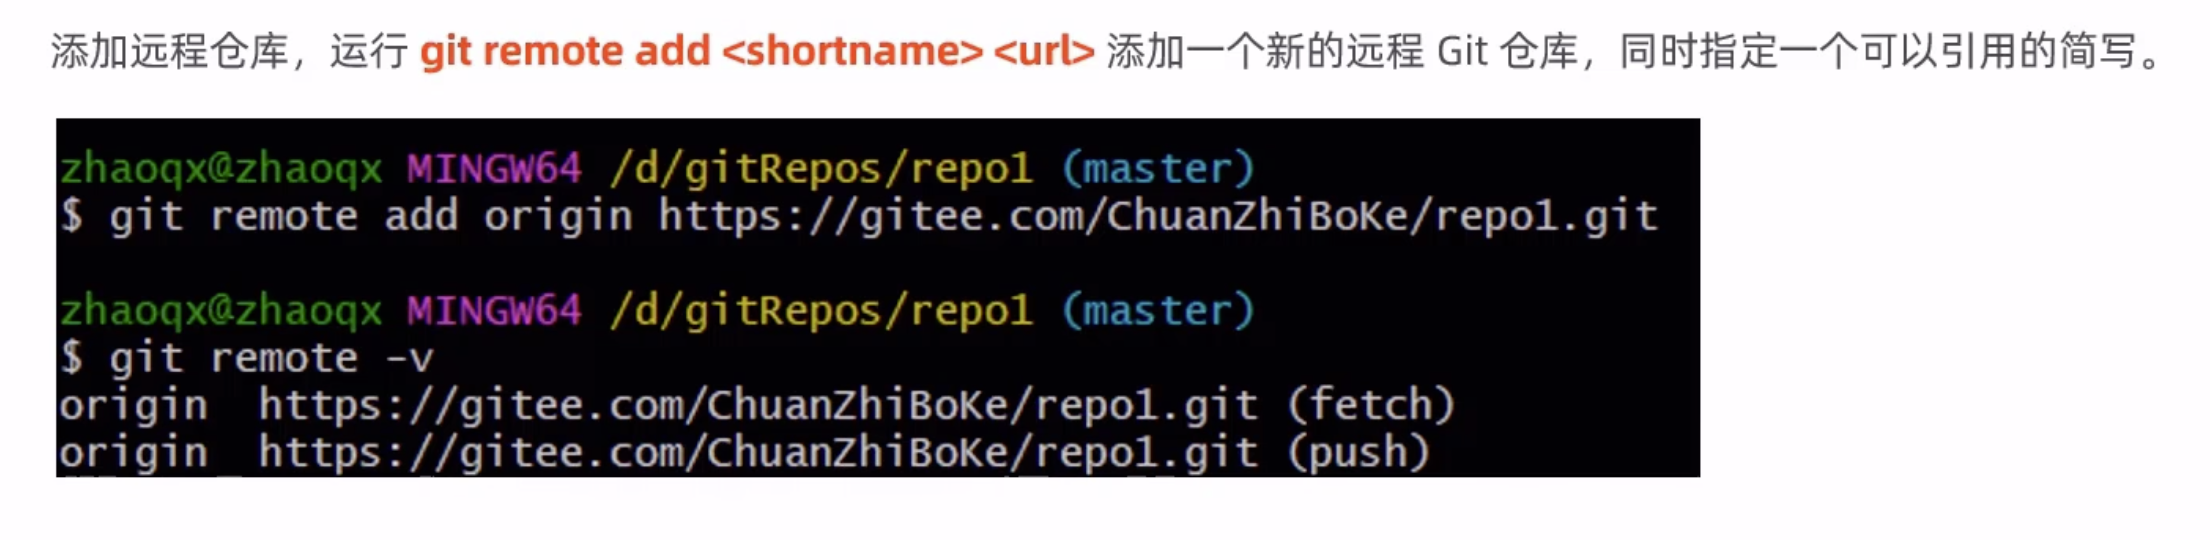 添加远程仓库，运行 git remote add <shortname> <url> 添加一个新的远程 Git 仓库，同时指定一个可以引用的简写。
zhaoqx@zhaoqx MINGW64 /d/gitRepos/repo1 (master)
$ git remote add origin https://gitee.com/ChuanZhiBoKe/repo1.git
zhaoqx@zhaoqx MINGW64 /d/gitRepos/repo1 (master)
$ git remote -v
origin  https://gitee.com/ChuanZhiBoKe/repo1.git (fetch)
origin  https://gitee.com/ChuanZhiBoKe/repo1.git (push)